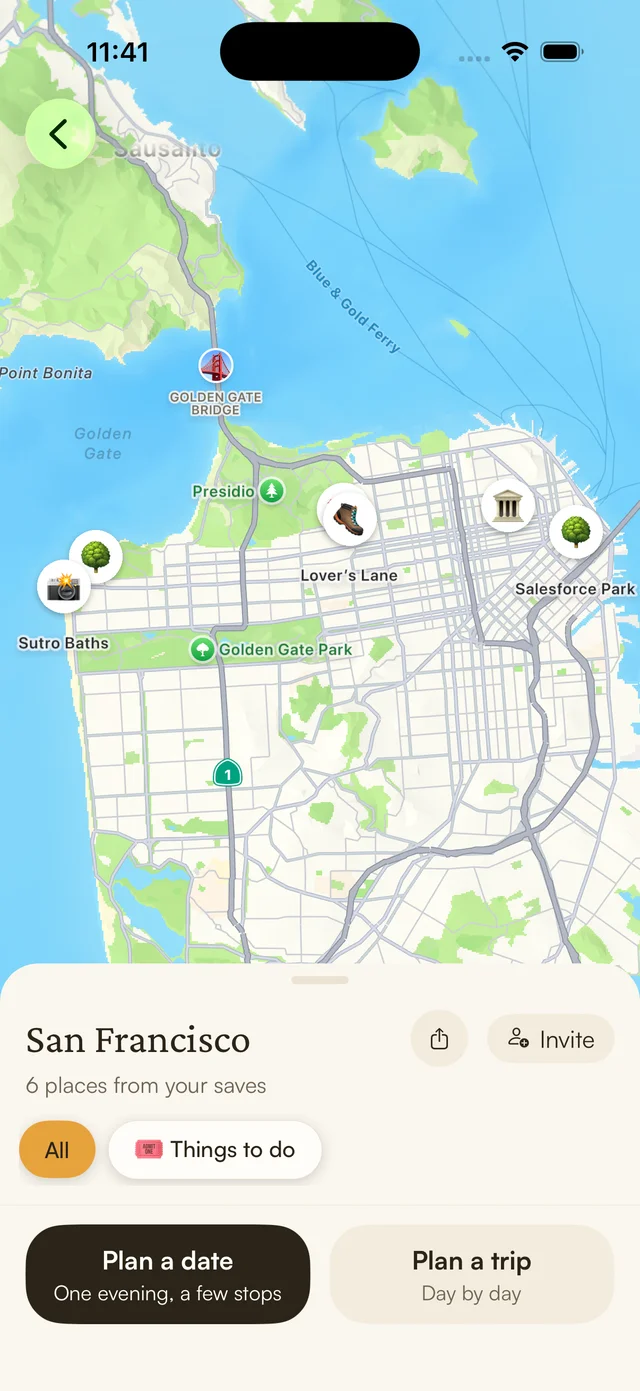 11:41
Sausalito
Blue & Gold Ferry
Point Bonita
GOLDEN GATE
BRIDGE
Golden
Gate
Presidio
Lover's Lane
Salesforce Park
Sutro Baths
Golden Gate Park
1
San Francisco
Invite
6 places from your saves
All
ADMIT
ONE
Things to do
Plan a date
One evening, a few stops
Plan a trip
Day by day